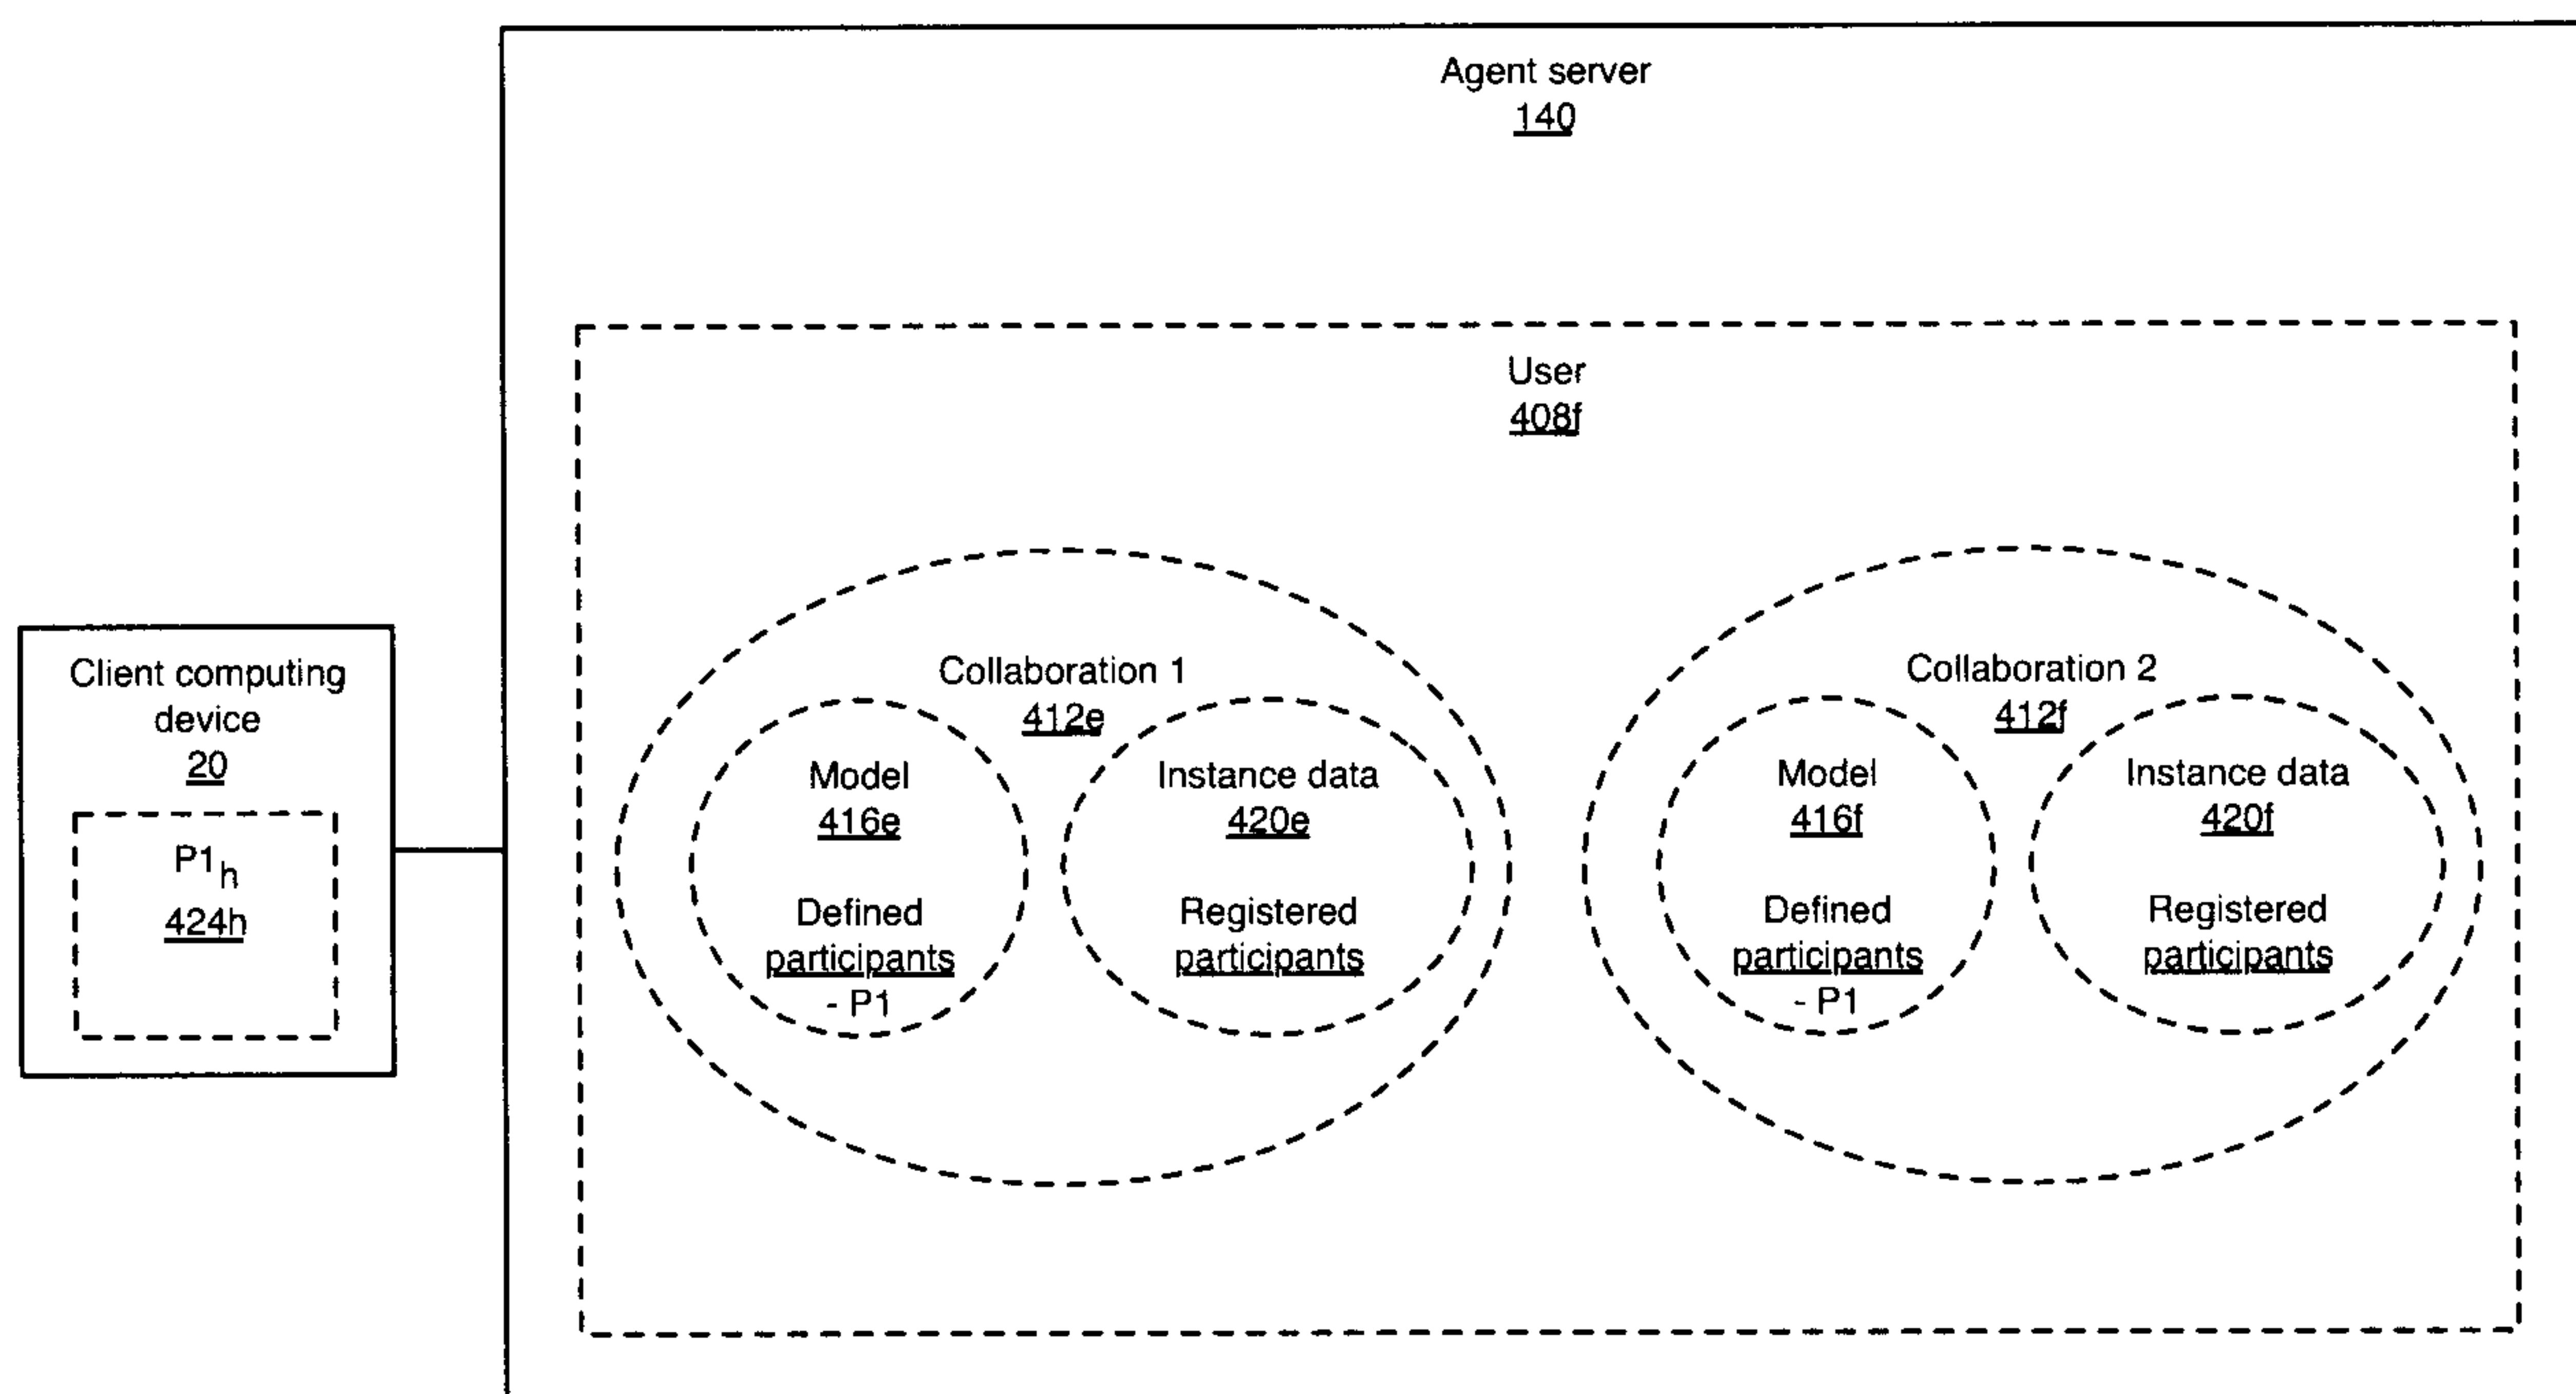 Agent server
140
User
408f
Client computing
device
20
P1h
424h
Collaboration 1
412e
Model
416e
Defined
participants
- P1
Instance data
420e
Registered
participants
Collaboration 2
412f
Model
416f
Defined
participants
- P1
Instance data
420f
Registered
participants